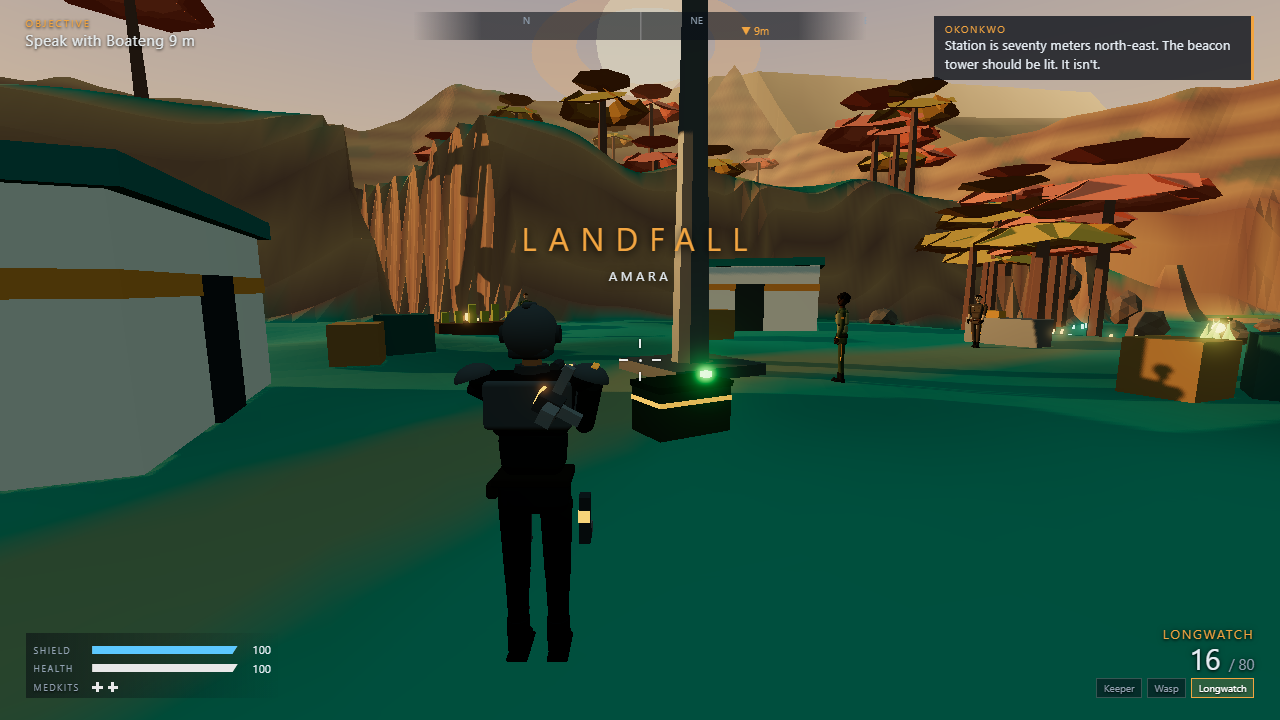 OBJECTIVE
Speak with Boateng 9 m
N
NE
9m
OKONKWO
Station is seventy meters north-east. The beacon
tower should be lit. It isn't.
LANDFALL
AMARA
SHIELD 100
HEALTH 100
MEDKITS
LONGWATCH
16 / 80
Keeper Wasp Longwatch